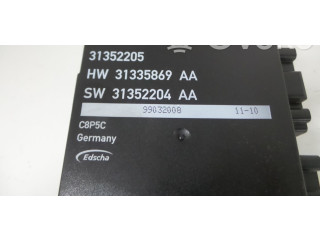 31352205
HW 31335869 AA
SW 31352204 AA
99032008 11-10
C8P5C
Germany
Edscha